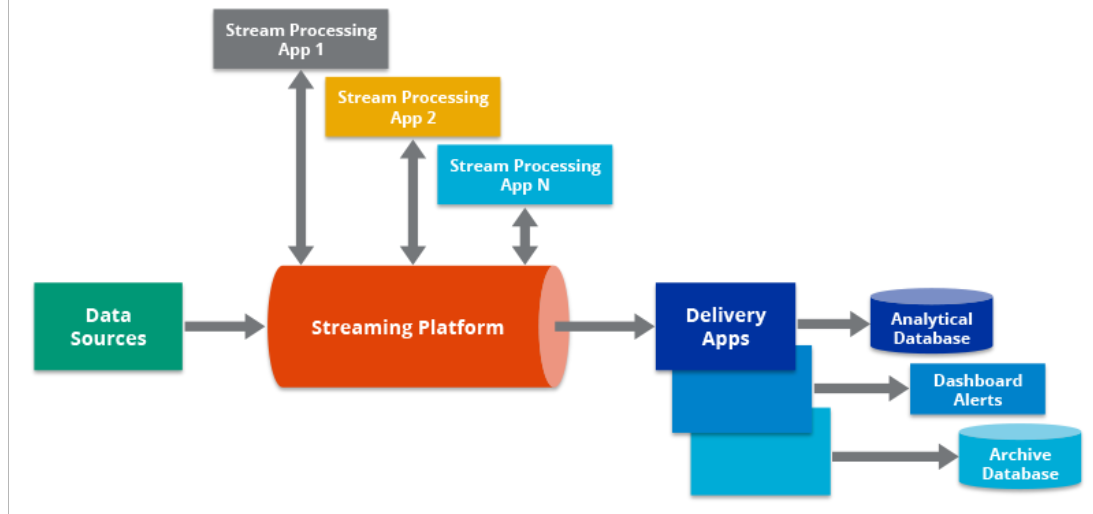 Stream Processing
App 1
Stream Processing
App 2
Stream Processing
App N
Data
Sources
Streaming Platform
Delivery
Apps
Analytical
Database
Dashboard
Alerts
Archive
Database